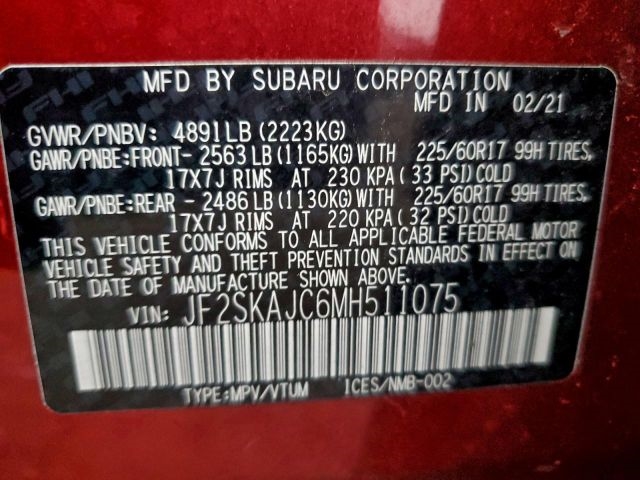 MFD BY SUBARU CORPORATION
MFD IN 02/21
GVWR/PNBV: 4891LB (2223KG)
GAWR/PNBE:FRONT- 2563 LB (1165KG) WITH 225/60R17 99H TIRES,
17X7J RIMS AT 230 KPA ( 33 PSI) COLD
GAWR/PNBE:REAR - 2486 LB (1130KG) WITH 225/60R17 99H TIRES,
17X7J RIMS AT 220 KPA ( 32 PSI) COLD
THIS VEHICLE CONFORMS TO ALL APPLICABLE FEDERAL MOTOR
VEHICLE SAFETY AND THEFT PREVENTION STANDARDS IN EFFECT ON
THE DATE OF MANUFACTURE SHOWN ABOVE.
VIN: JF2SKAJC6MH511075
TYPE:MPV/VTUM ICES/NMB-002